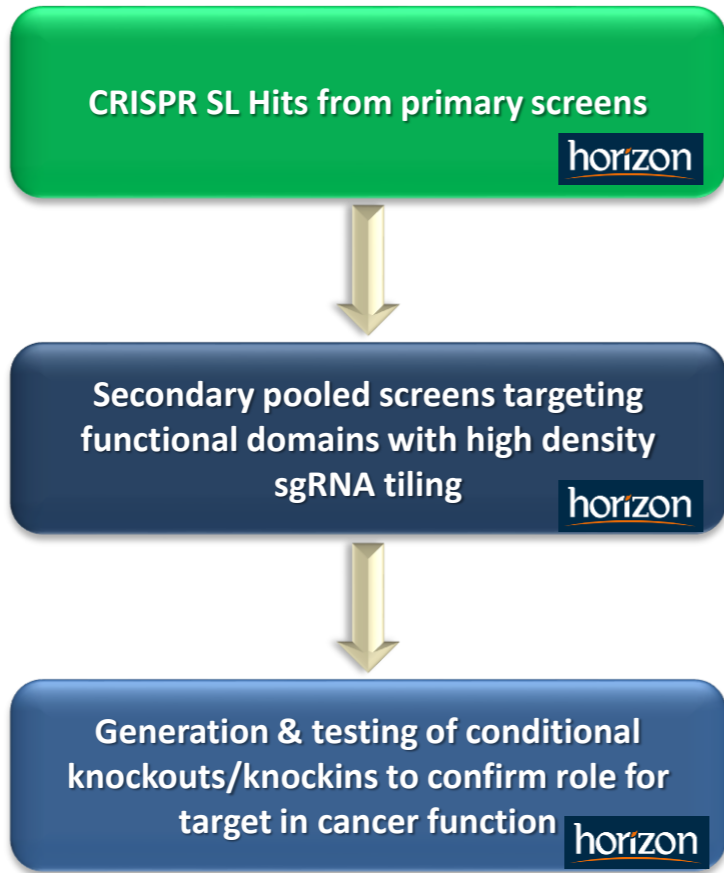 CRISPR SL Hits from primary screens
horizon
Secondary pooled screens targeting
functional domains with high density
sgRNA tiling
horizon
Generation & testing of conditional
knockouts/knockins to confirm role for
target in cancer function
horizon